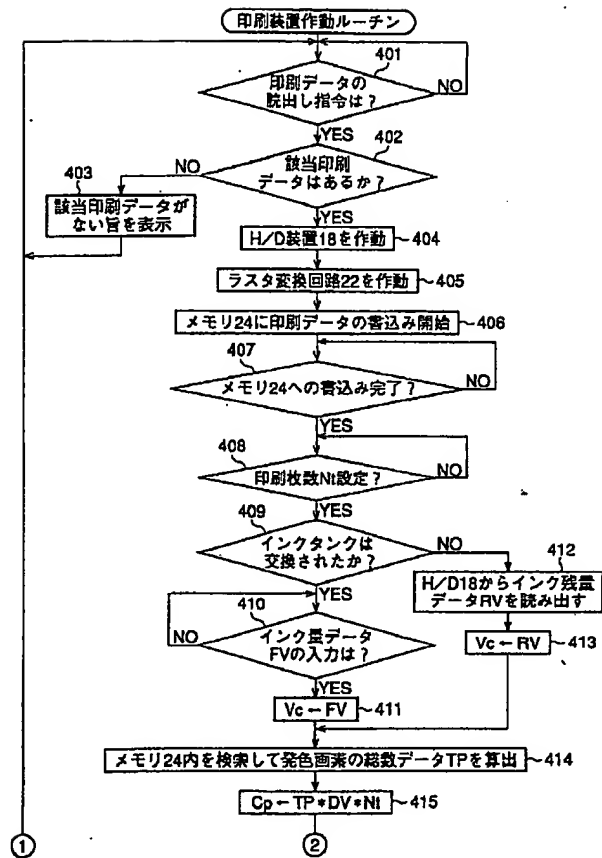 印刷装置作動ルーチン
401
印刷データの
読出し指令は?
NO
YES
402
該当印刷
データはあるか?
NO
403
該当印刷データが
ない旨を表示
YES
H/D装置18を作動
404
ラスタ変換回路22を作動
405
メモリ24に印刷データの書込み開始
406
407
メモリ24への書込み完了?
NO
YES
408
印刷枚数Nt設定?
NO
YES
409
インクタンクは
交換されたか?
NO
412
H/D18からインク残量
データRVを読み出す
YES
410
インク量データ
FVの入力は?
NO
Vc←RV
413
YES
Vc←FV
411
メモリ24内を検索して発色画素の総数データTPを算出
414
Cp←TP*DV*Nt
415
①
②